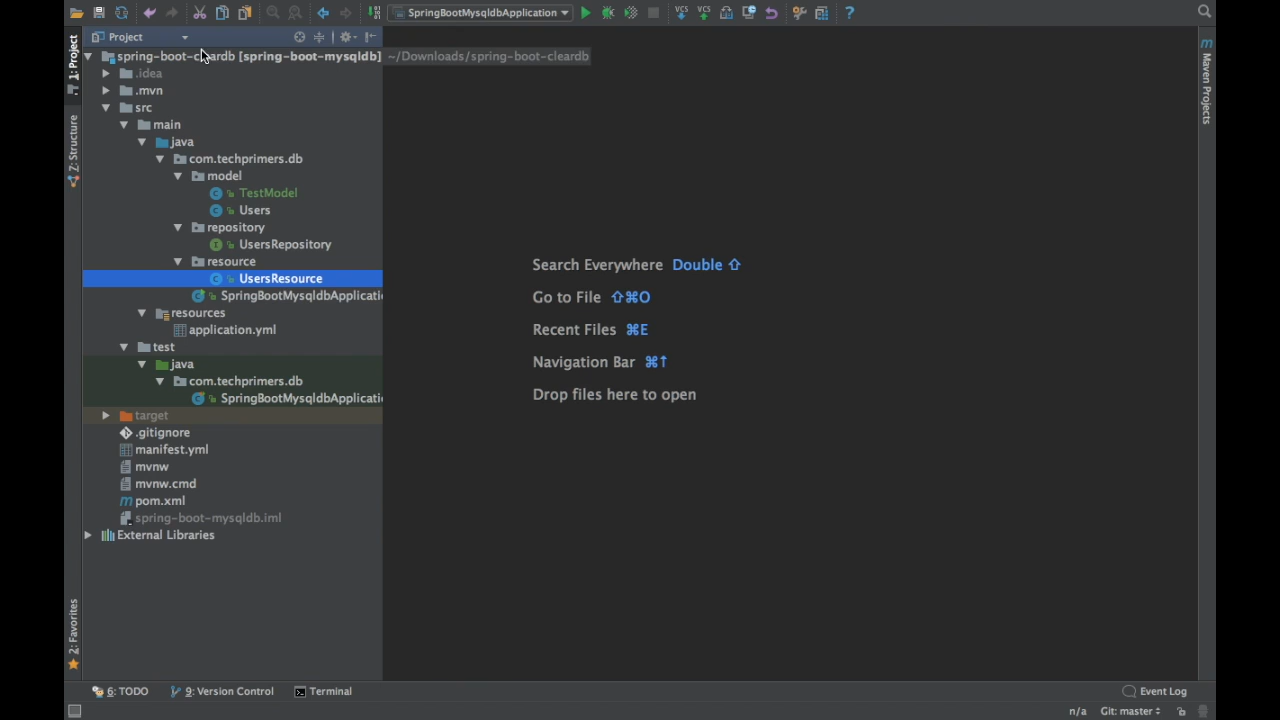 SpringBootMysqldbApplication
?
Project
1: Project
spring-boot-cleardb [spring-boot-mysqldb] ~/Downloads/spring-boot-cleardb
.idea
.mvn
src
main
java
com.techprimers.db
model
TestModel
Users
repository
UsersRepository
resource
UsersResource
SpringBootMysqldbApplicati
resources
application.yml
test
java
com.techprimers.db
SpringBootMysqldbApplicati
target
.gitignore
manifest.yml
mvnw
mvnw.cmd
pom.xml
spring-boot-mysqldb.iml
External Libraries
Z: Structure
2: Favorites
Search Everywhere Double ⇧
Go to File ⇧⌘O
Recent Files ⌘E
Navigation Bar ⌘↑
Drop files here to open
Maven Projects
6: TODO
9: Version Control
Terminal
Event Log
n/a
Git: master